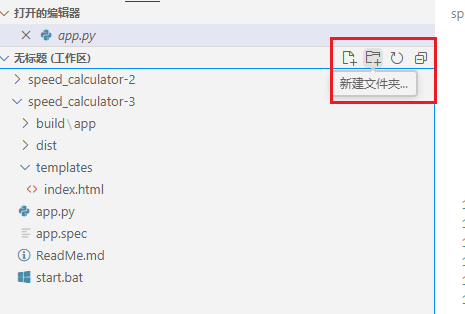 打开的编辑器
sp
app.py
无标题 (工作区)
speed_calculator-2
新建文件夹...
speed_calculator-3
build\app
dist
templates
index.html
app.py
app.spec
ReadMe.md
start.bat